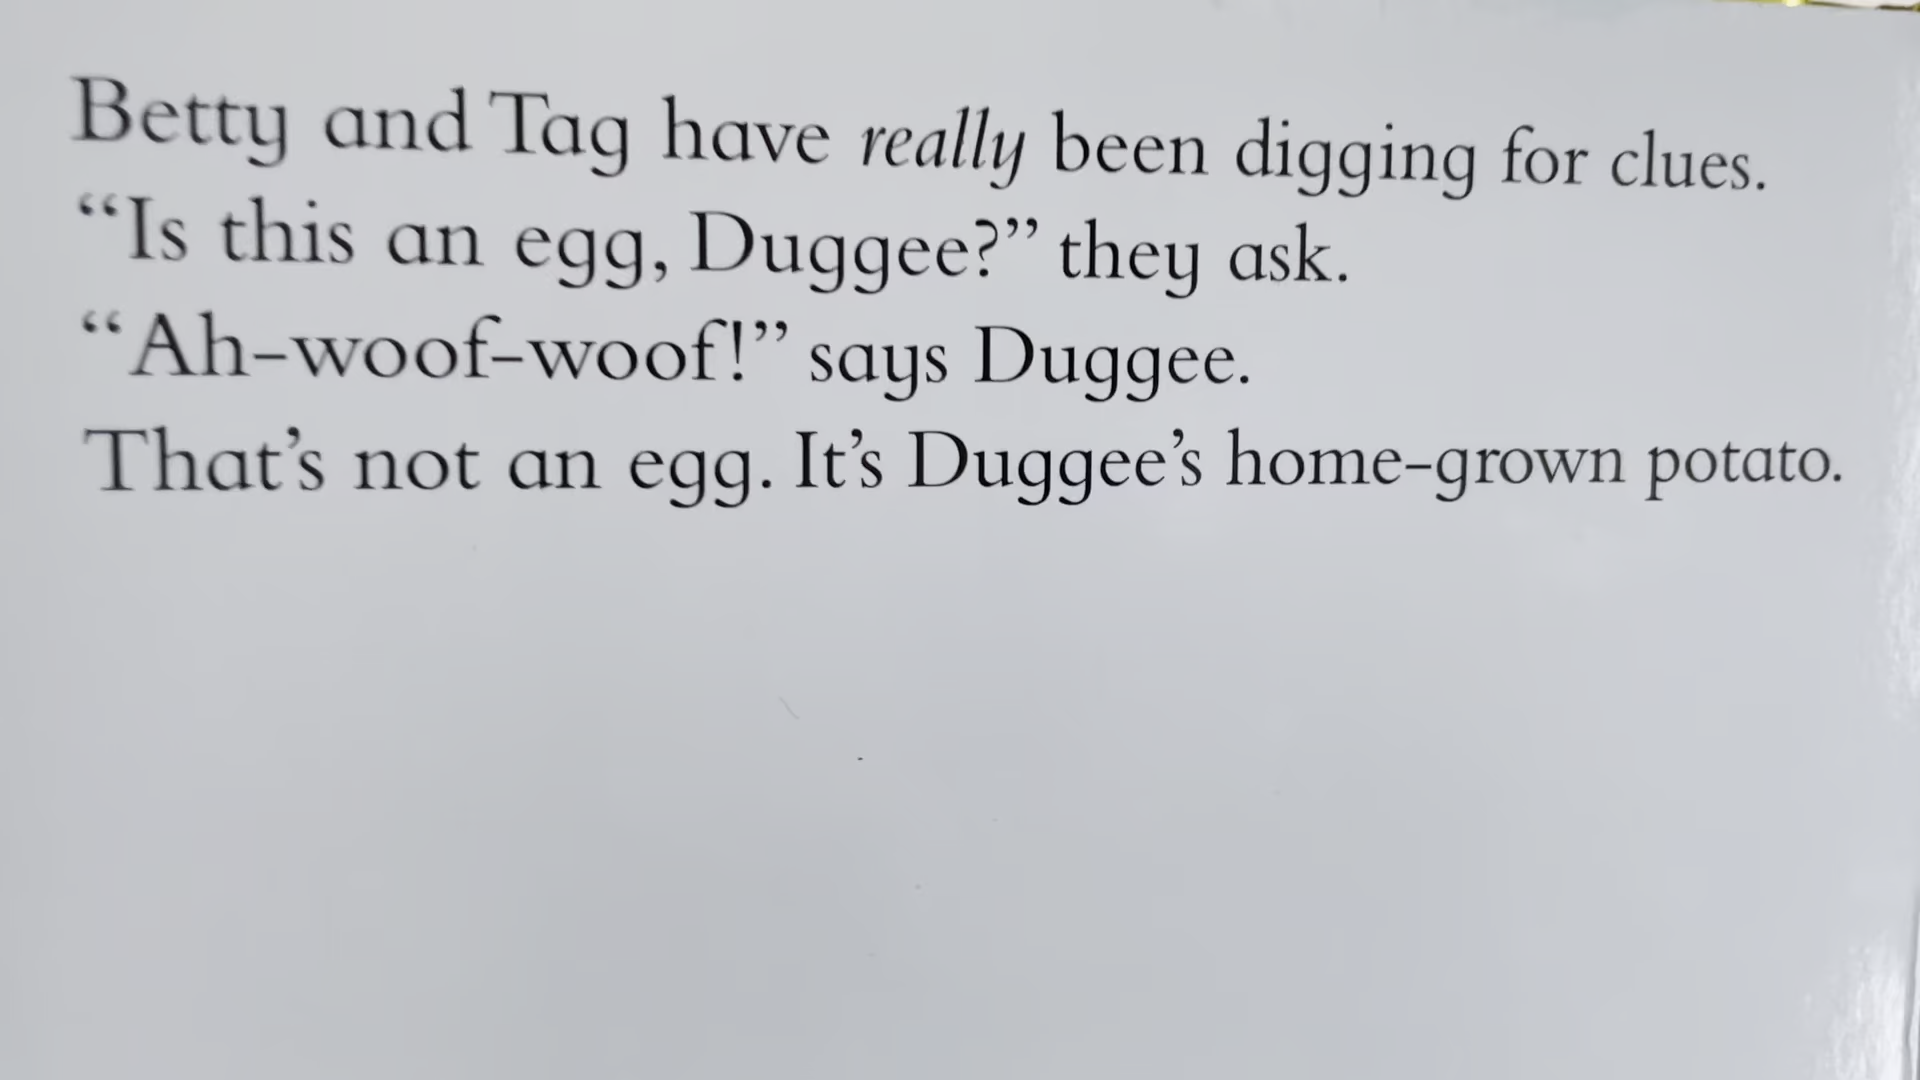 Betty and Tag have really been digging for clues.
“Is this an egg, Duggee?” they ask.
“Ah-woof-woof!” says Duggee.
That’s not an egg. It’s Duggee’s home-grown potato.